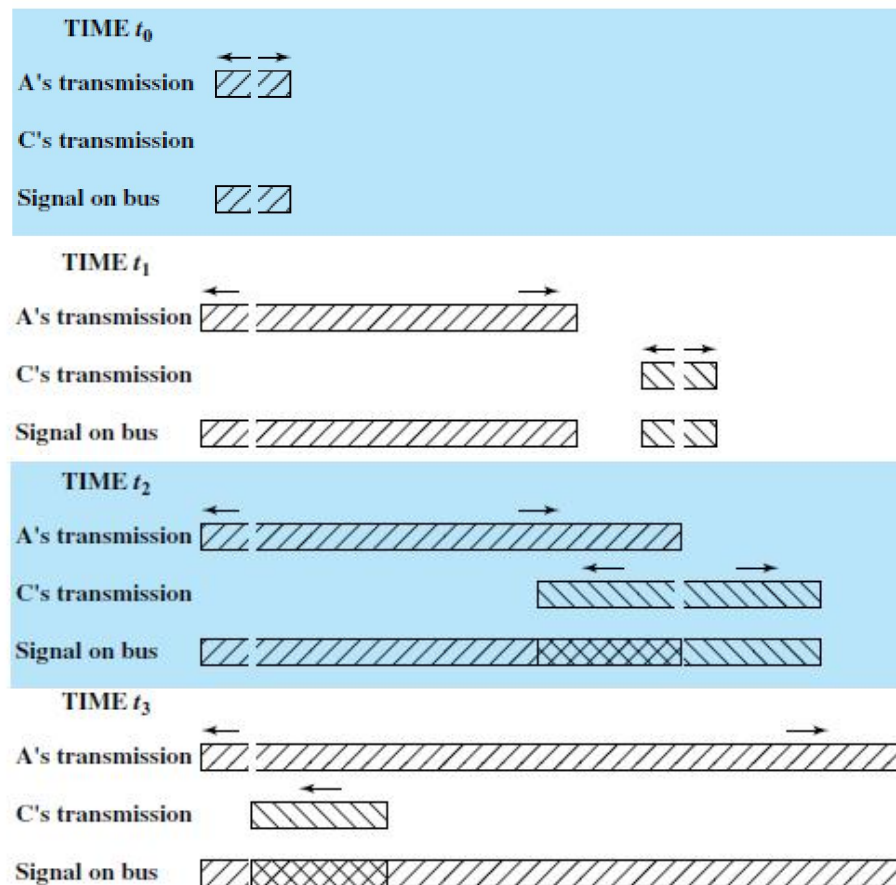 TIME t₀
A's transmission
C's transmission
Signal on bus
TIME t₁
A's transmission
C's transmission
Signal on bus
TIME t₂
A's transmission
C's transmission
Signal on bus
TIME t₃
A's transmission
C's transmission
Signal on bus